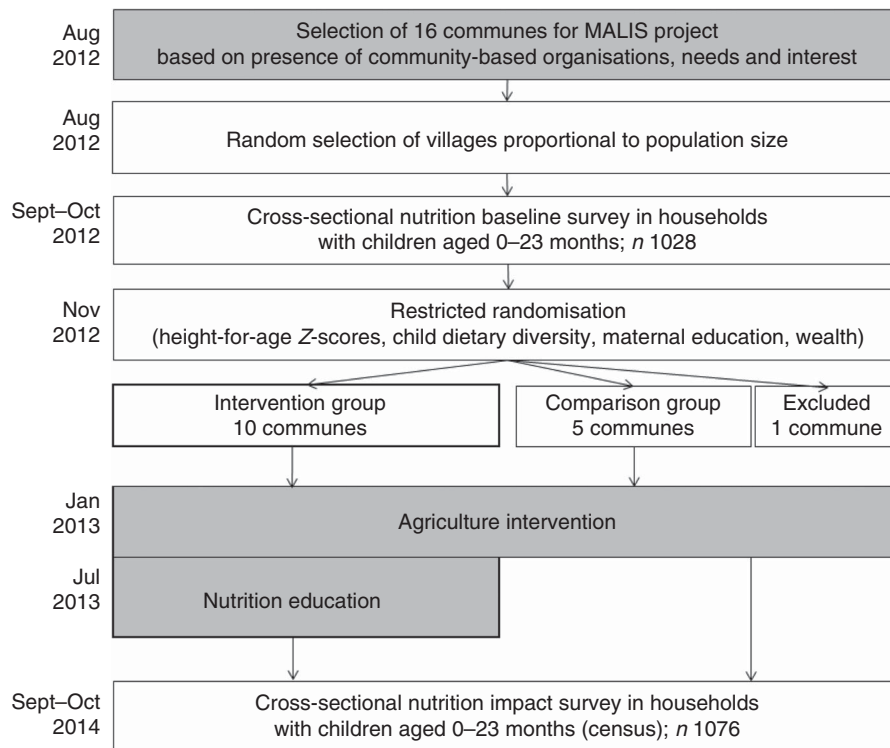 Aug
2012
Selection of 16 communes for MALIS project
based on presence of community-based organisations, needs and interest
Aug
2012
Random selection of villages proportional to population size
Sept–Oct
2012
Cross-sectional nutrition baseline survey in households
with children aged 0–23 months; n 1028
Nov
2012
Restricted randomisation
(height-for-age Z-scores, child dietary diversity, maternal education, wealth)
Intervention group
10 communes
Comparison group
5 communes
Excluded
1 commune
Jan
2013
Agriculture intervention
Jul
2013
Nutrition education
Sept–Oct
2014
Cross-sectional nutrition impact survey in households
with children aged 0–23 months (census); n 1076